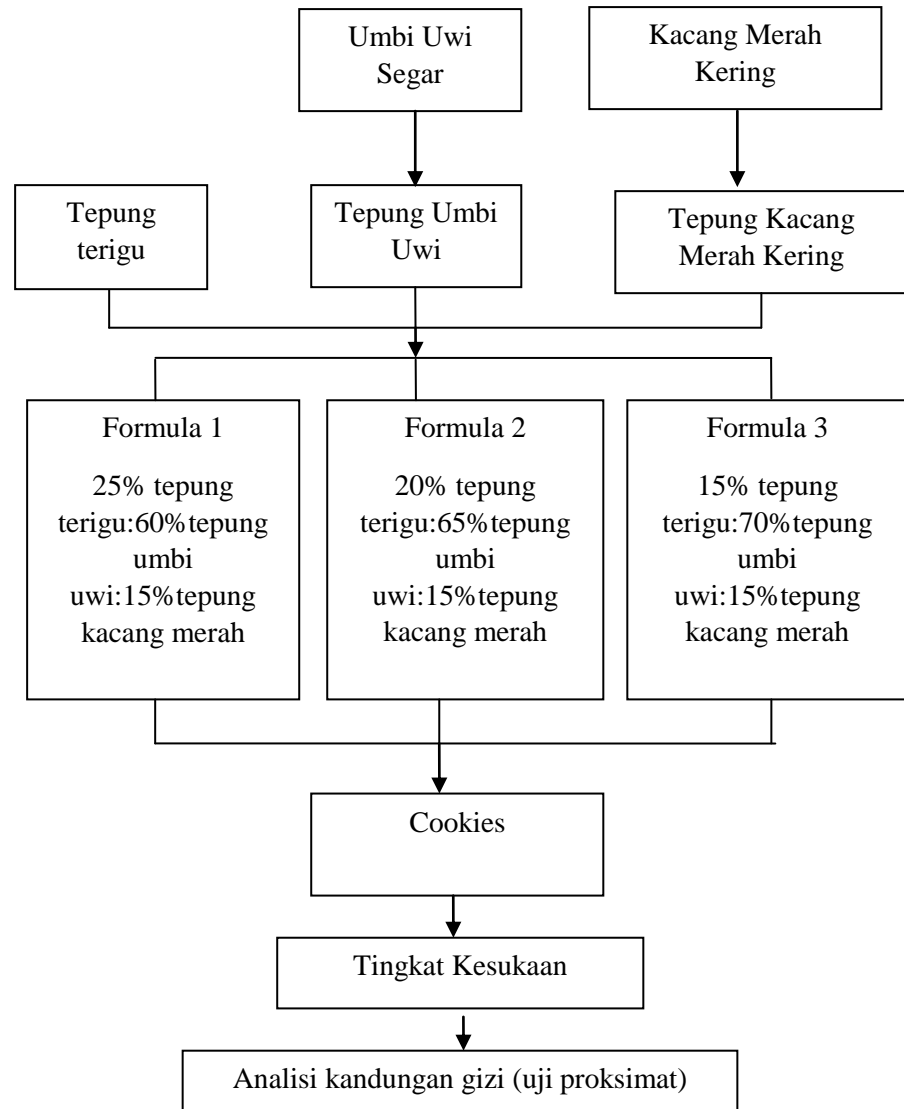 Umbi Uwi
Segar
Kacang Merah
Kering
Tepung
terigu
Tepung Umbi
Uwi
Tepung Kacang
Merah Kering
Formula 1
25% tepung
terigu:60%tepung
umbi
uwi:15%tepung
kacang merah
Formula 2
20% tepung
terigu:65%tepung
umbi
uwi:15%tepung
kacang merah
Formula 3
15% tepung
terigu:70%tepung
umbi
uwi:15%tepung
kacang merah
Cookies
Tingkat Kesukaan
Analisi kandungan gizi (uji proksimat)